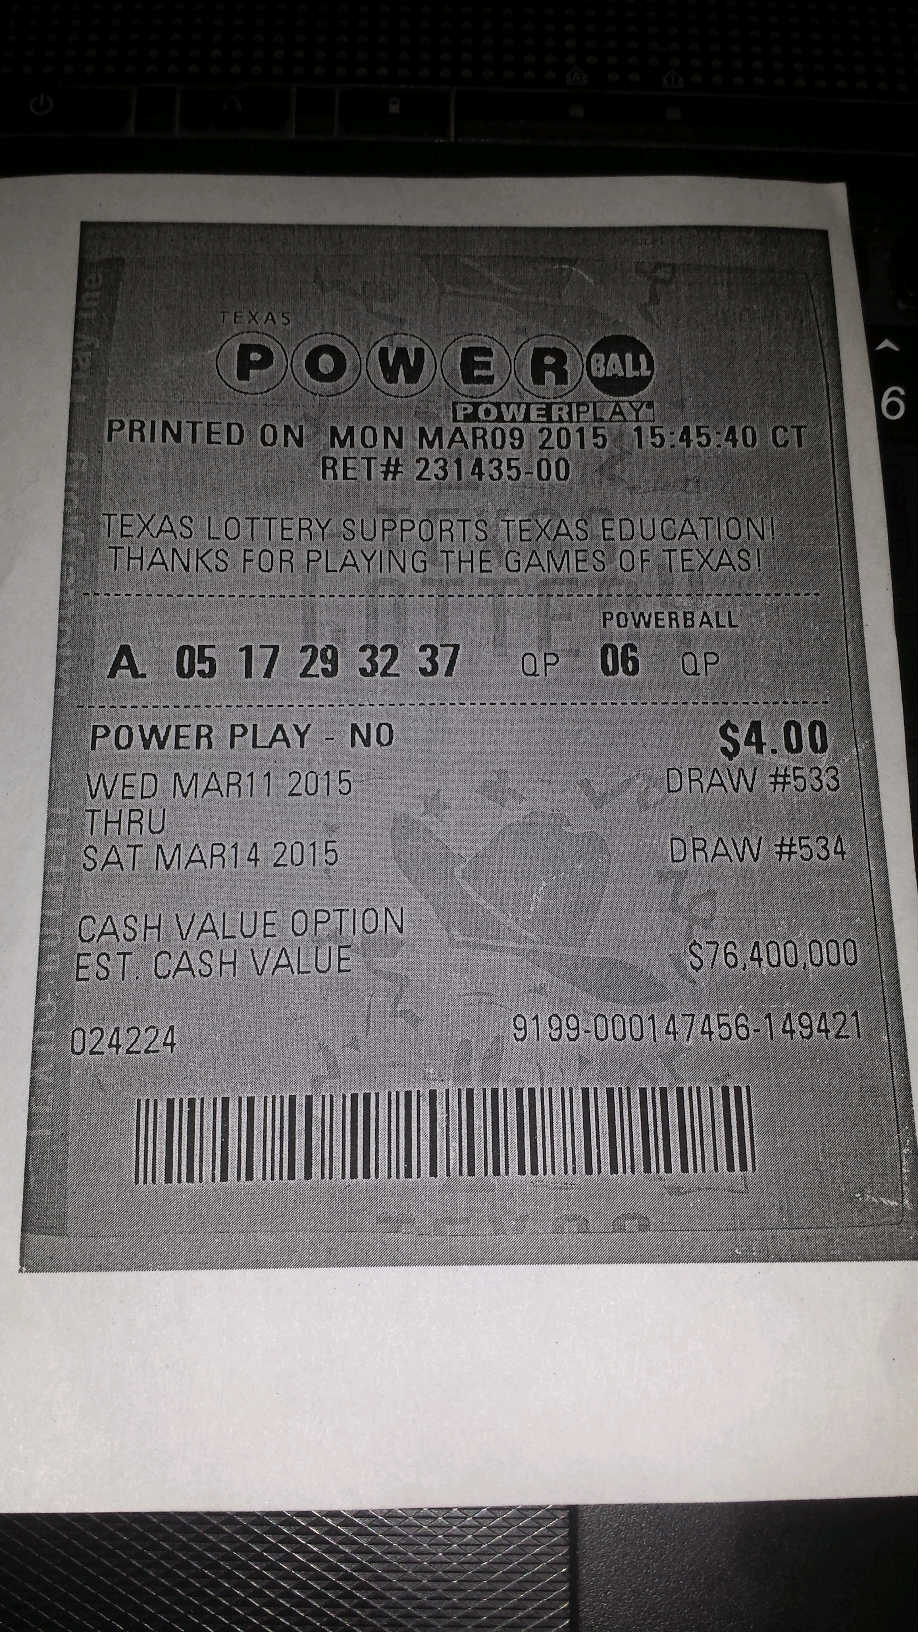 TEXAS
POWER BALL
POWERPLAY
PRINTED ON MON MAR09 2015 15:45:40 CT
RET# 231435-00
TEXAS LOTTERY SUPPORTS TEXAS EDUCATION!
THANKS FOR PLAYING THE GAMES OF TEXAS!
POWERBALL
A. 05 17 29 32 37 QP 06 QP
POWER PLAY - NO $4.00
WED MAR11 2015 DRAW #533
THRU
SAT MAR14 2015 DRAW #534
CASH VALUE OPTION
EST. CASH VALUE $76,400,000
024224 9199-000147456-149421
6